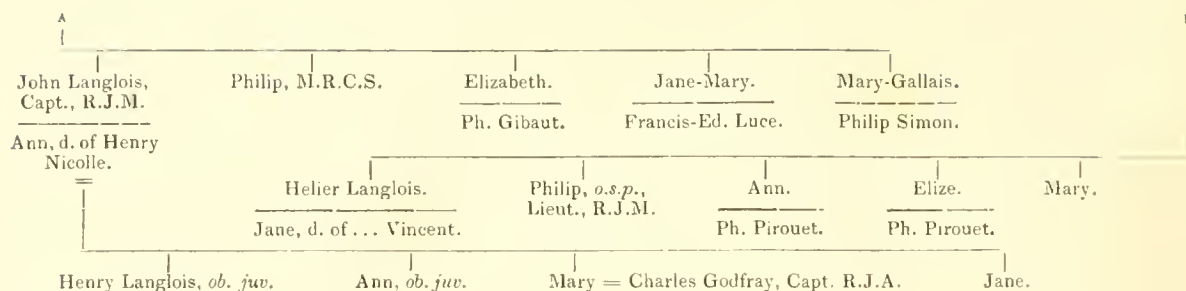 A
John Langlois, Philip, M.R.C.S. Elizabeth. Jane-Mary. Mary-Gallais.
Capt., R.J.M.
Ph. Gibaut. Francis-Ed. Luce. Philip Simon.
Ann, d. of Henry
Nicolle.
Helier Langlois. Philip, o.s.p., Ann. Elize. Mary.
Lieut., R.J.M.
Jane, d. of ... Vincent. Ph. Pirouet. Ph. Pirouet.
Henry Langlois, ob. juv. Ann, ob. juv. Mary = Charles Godfray, Capt. R.J.A. Jane.